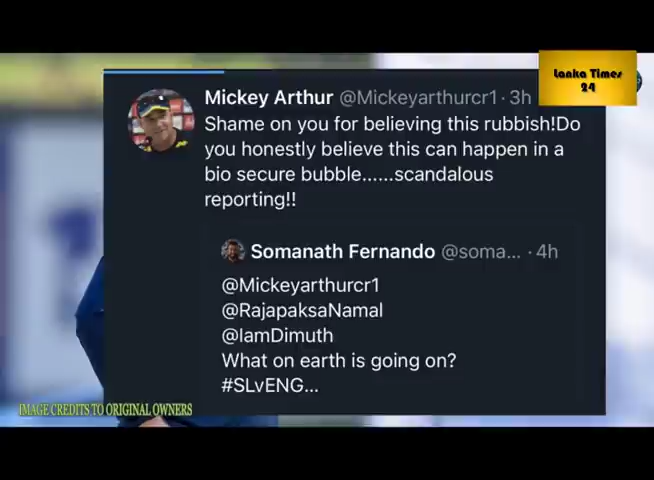 Lanka Times
24
Mickey Arthur @Mickeyarthurcr1 · 3h
Shame on you for believing this rubbish!Do
you honestly believe this can happen in a
bio secure bubble......scandalous
reporting!!
Somanath Fernando @soma... · 4h
@Mickeyarthurcr1
@RajapaksaNamal
@IamDimuth
What on earth is going on?
#SLvENG...
IMAGE CREDITS TO ORIGINAL OWNERS